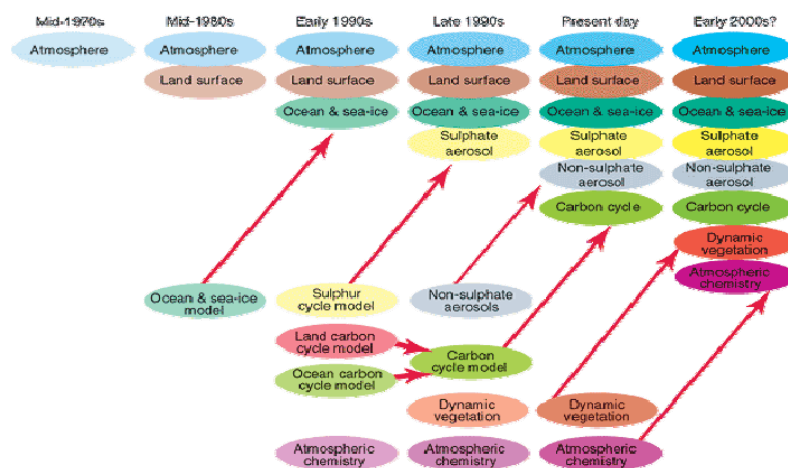 Mid-1970s Mid-1980s Early 1990s Late 1990s Present day Early 2000s?
Atmosphere Atmosphere Atmosphere Atmosphere Atmosphere Atmosphere
Land surface Land surface Land surface Land surface Land surface
Ocean & sea-ice Ocean & sea-ice Ocean & sea-ice Ocean & sea-ice
Sulphate aerosol Sulphate aerosol Sulphate aerosol
Non-sulphate aerosol Non-sulphate aerosol
Carbon cycle Carbon cycle
Dynamic vegetation
Atmospheric chemistry
Ocean & sea-ice model Sulphur cycle model Non-sulphate aerosols
Land carbon cycle model
Carbon cycle model
Ocean carbon cycle model
Dynamic vegetation Dynamic vegetation
Atmospheric chemistry Atmospheric chemistry Atmospheric chemistry